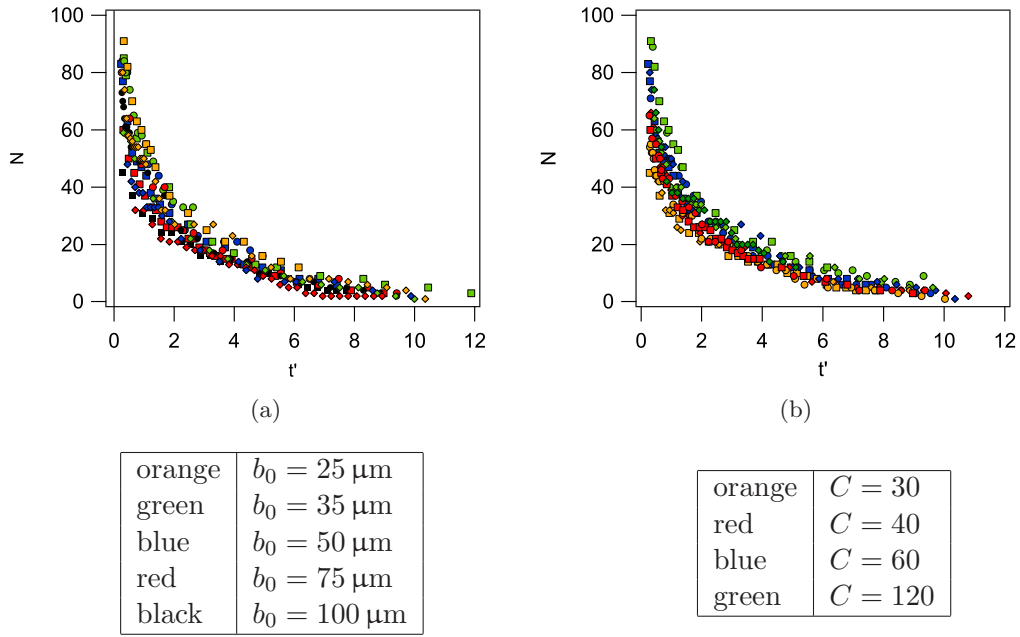 100
80
60
40
20
0
N
0 2 4 6 8 10 12
t'
(a)
100
80
60
40
20
0
N
0 2 4 6 8 10 12
t'
(b)
orange b₀ = 25 μm
green b₀ = 35 μm
blue b₀ = 50 μm
red b₀ = 75 μm
black b₀ = 100 μm
orange C = 30
red C = 40
blue C = 60
green C = 120